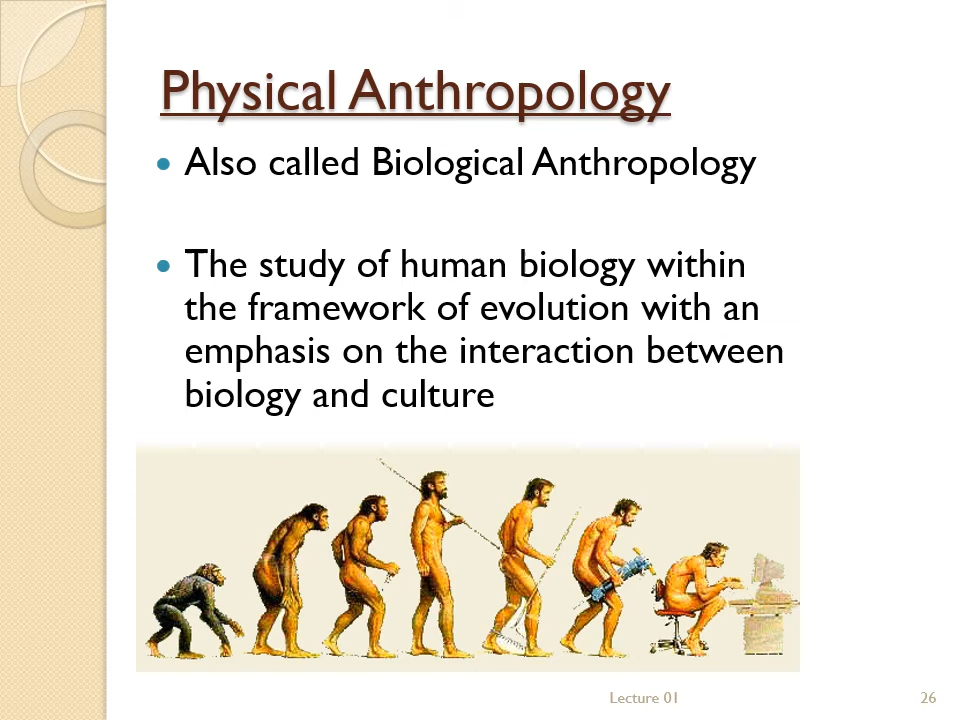 Physical Anthropology
Also called Biological Anthropology
The study of human biology within
the framework of evolution with an
emphasis on the interaction between
biology and culture
Lecture 01
26